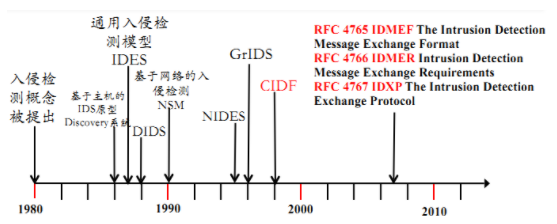 入侵检
测概念
被提出
基于主机的
IDS原型
Discovery系统
通用入侵检
测模型
IDES
DIDS
基于网络的入
侵检测
NSM
NIDES
GrIDS
CIDF
RFC 4765 IDMEF The Intrusion Detection
Message Exchange Format
RFC 4766 IDMER Intrusion Detection
Message Exchange Requirements
RFC 4767 IDXP The Intrusion Detection
Exchange Protocol
1980
1990
2000
2010